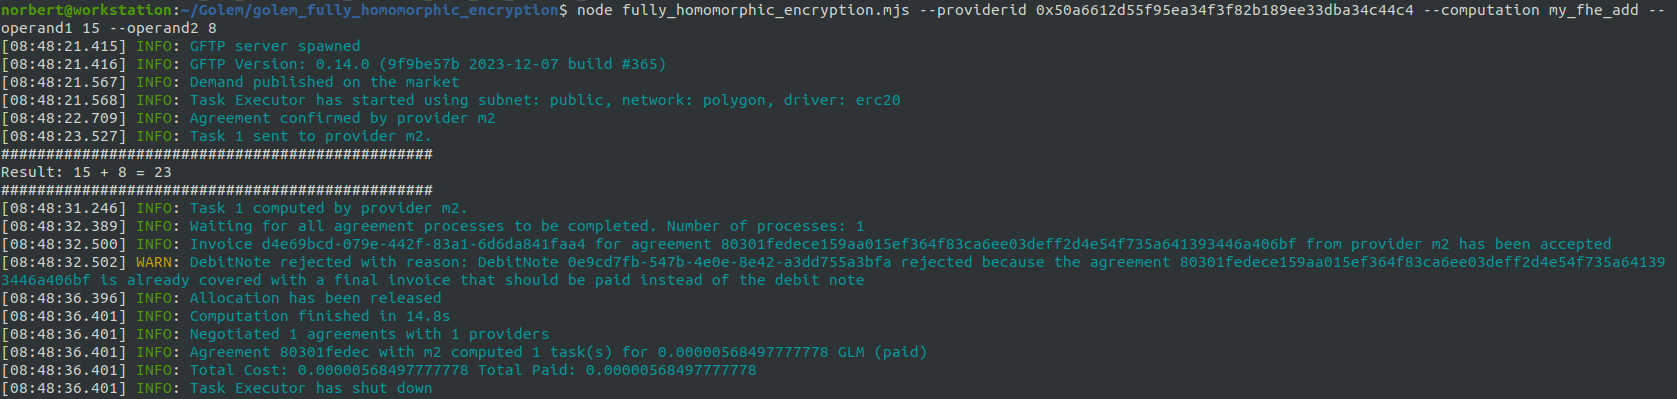 norbert@workstation:~/Golem/golem_fully_homomorphic_encryption$ node fully_homomorphic_encryption.mjs --providerid 0x50a6612d55f95ea34f3f82b189ee33dba34c44c4 --computation my_fhe_add --
operand1 15 --operand2 8
[08:48:21.415] INFO: GFTP server spawned
[08:48:21.416] INFO: GFTP Version: 0.14.0 (9f9be57b 2023-12-07 build #365)
[08:48:21.567] INFO: Demand published on the market
[08:48:21.568] INFO: Task Executor has started using subnet: public, network: polygon, driver: erc20
[08:48:22.709] INFO: Agreement confirmed by provider m2
[08:48:23.527] INFO: Task 1 sent to provider m2.
################################################
Result: 15 + 8 = 23
################################################
[08:48:31.246] INFO: Task 1 computed by provider m2.
[08:48:32.389] INFO: Waiting for all agreement processes to be completed. Number of processes: 1
[08:48:32.500] INFO: Invoice d4e69bcd-079e-442f-83a1-6d6da841faa4 for agreement 80301fedece159aa015ef364f83ca6ee03deff2d4e54f735a641393446a406bf from provider m2 has been accepted
[08:48:32.502] WARN: DebitNote rejected with reason: DebitNote 0e9cd7fb-547b-4e0e-8e42-a3dd755a3bfa rejected because the agreement 80301fedece159aa015ef364f83ca6ee03deff2d4e54f735a64139
3446a406bf is already covered with a final invoice that should be paid instead of the debit note
[08:48:36.396] INFO: Allocation has been released
[08:48:36.401] INFO: Computation finished in 14.8s
[08:48:36.401] INFO: Negotiated 1 agreements with 1 providers
[08:48:36.401] INFO: Agreement 80301fedec with m2 computed 1 task(s) for 0.00000568497777778 GLM (paid)
[08:48:36.401] INFO: Total Cost: 0.00000568497777778 Total Paid: 0.00000568497777778
[08:48:36.401] INFO: Task Executor has shut down